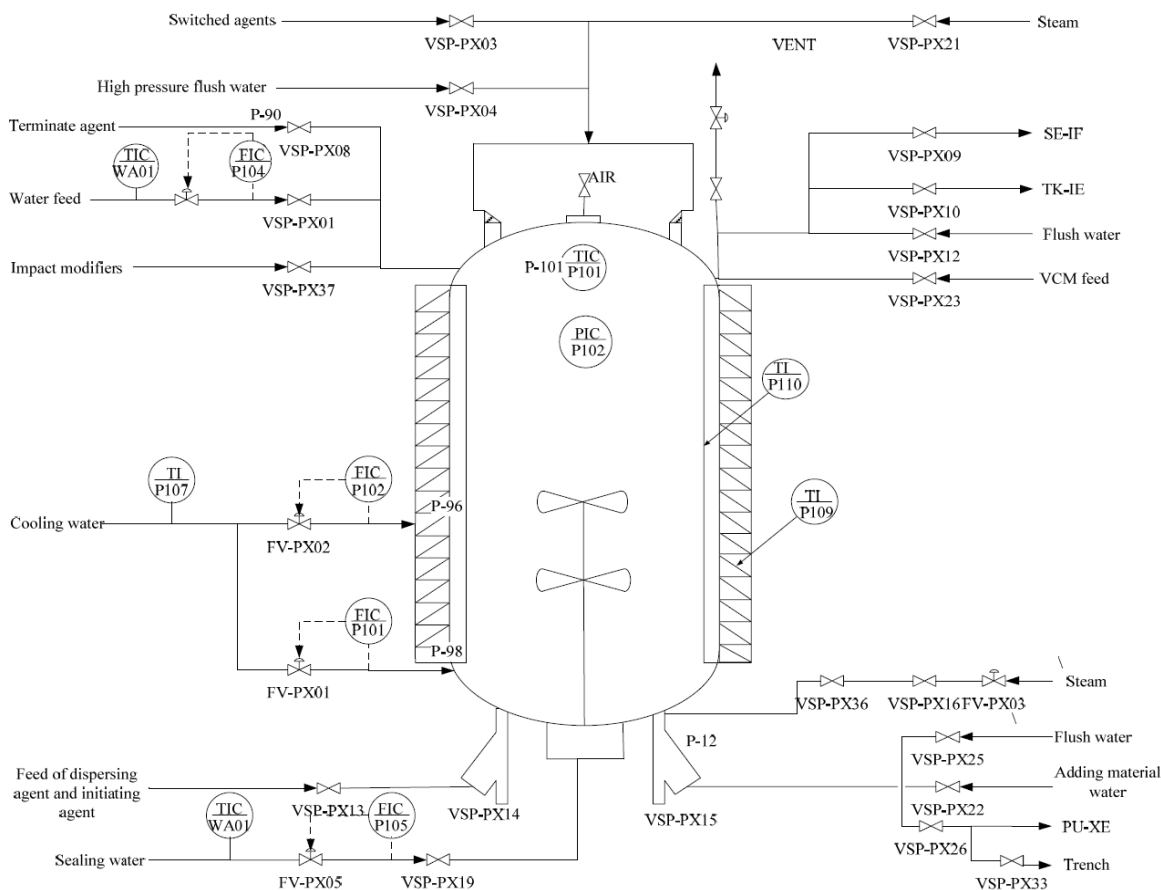 Switched agents
VSP-PX03
VENT
VSP-PX21
Steam
High pressure flush water
VSP-PX04
P-90
Terminate agent
VSP-PX08
SE-IF
VSP-PX09
TIC
WA01
FIC
P104
AIR
TK-IE
VSP-PX10
Water feed
VSP-PX01
Flush water
VSP-PX12
P-101
TIC
P101
Impact modifiers
VSP-PX37
VCM feed
VSP-PX23
PIC
P102
TI
P110
TI
P107
FIC
P102
P-96
TI
P109
Cooling water
FV-PX02
FIC
P101
P-98
FV-PX01
Steam
VSP-PX36
VSP-PX16
FV-PX03
P-12
Flush water
VSP-PX25
Feed of dispersing
agent and initiating
agent
VSP-PX13
VSP-PX14
VSP-PX15
Adding material
water
VSP-PX22
TIC
WA01
FIC
P105
PU-XE
VSP-PX26
Sealing water
FV-PX05
VSP-PX19
Trench
VSP-PX33